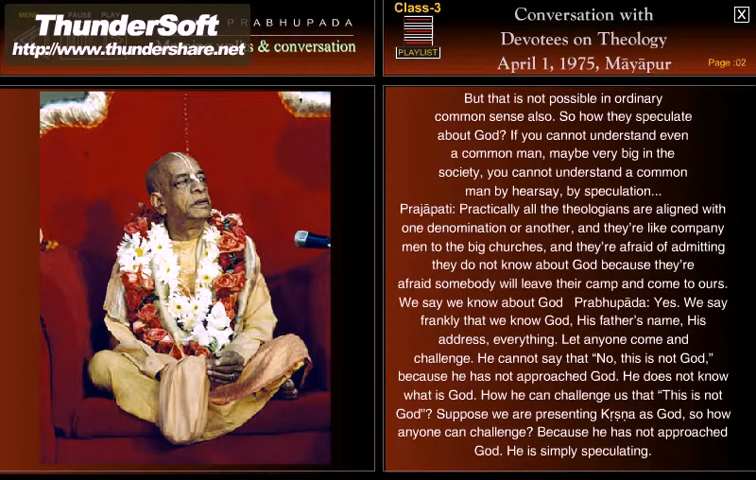 MENU
PAUSE PLAY
ThunderSoft
PRABHUPADA
http://www.thundershare.net
s & conversation
Class-3
PLAYLIST
Conversation with
Devotees on Theology
April 1, 1975, Māyāpur
X
Page :02
But that is not possible in ordinary
common sense also. So how they speculate
about God? If you cannot understand even
a common man, maybe very big in the
society, you cannot understand a common
man by hearsay, by speculation...
Prajāpati: Practically all the theologians are aligned with
one denomination or another, and they're like company
men to the big churches, and they're afraid of admitting
they do not know about God because they're
afraid somebody will leave their camp and come to ours.
We say we know about God Prabhupāda: Yes. We say
frankly that we know God, His father's name, His
address, everything. Let anyone come and
challenge. He cannot say that “No, this is not God,”
because he has not approached God. He does not know
what is God. How he can challenge us that “This is not
God”? Suppose we are presenting Kṛṣṇa as God, so how
anyone can challenge? Because he has not approached
God. He is simply speculating.